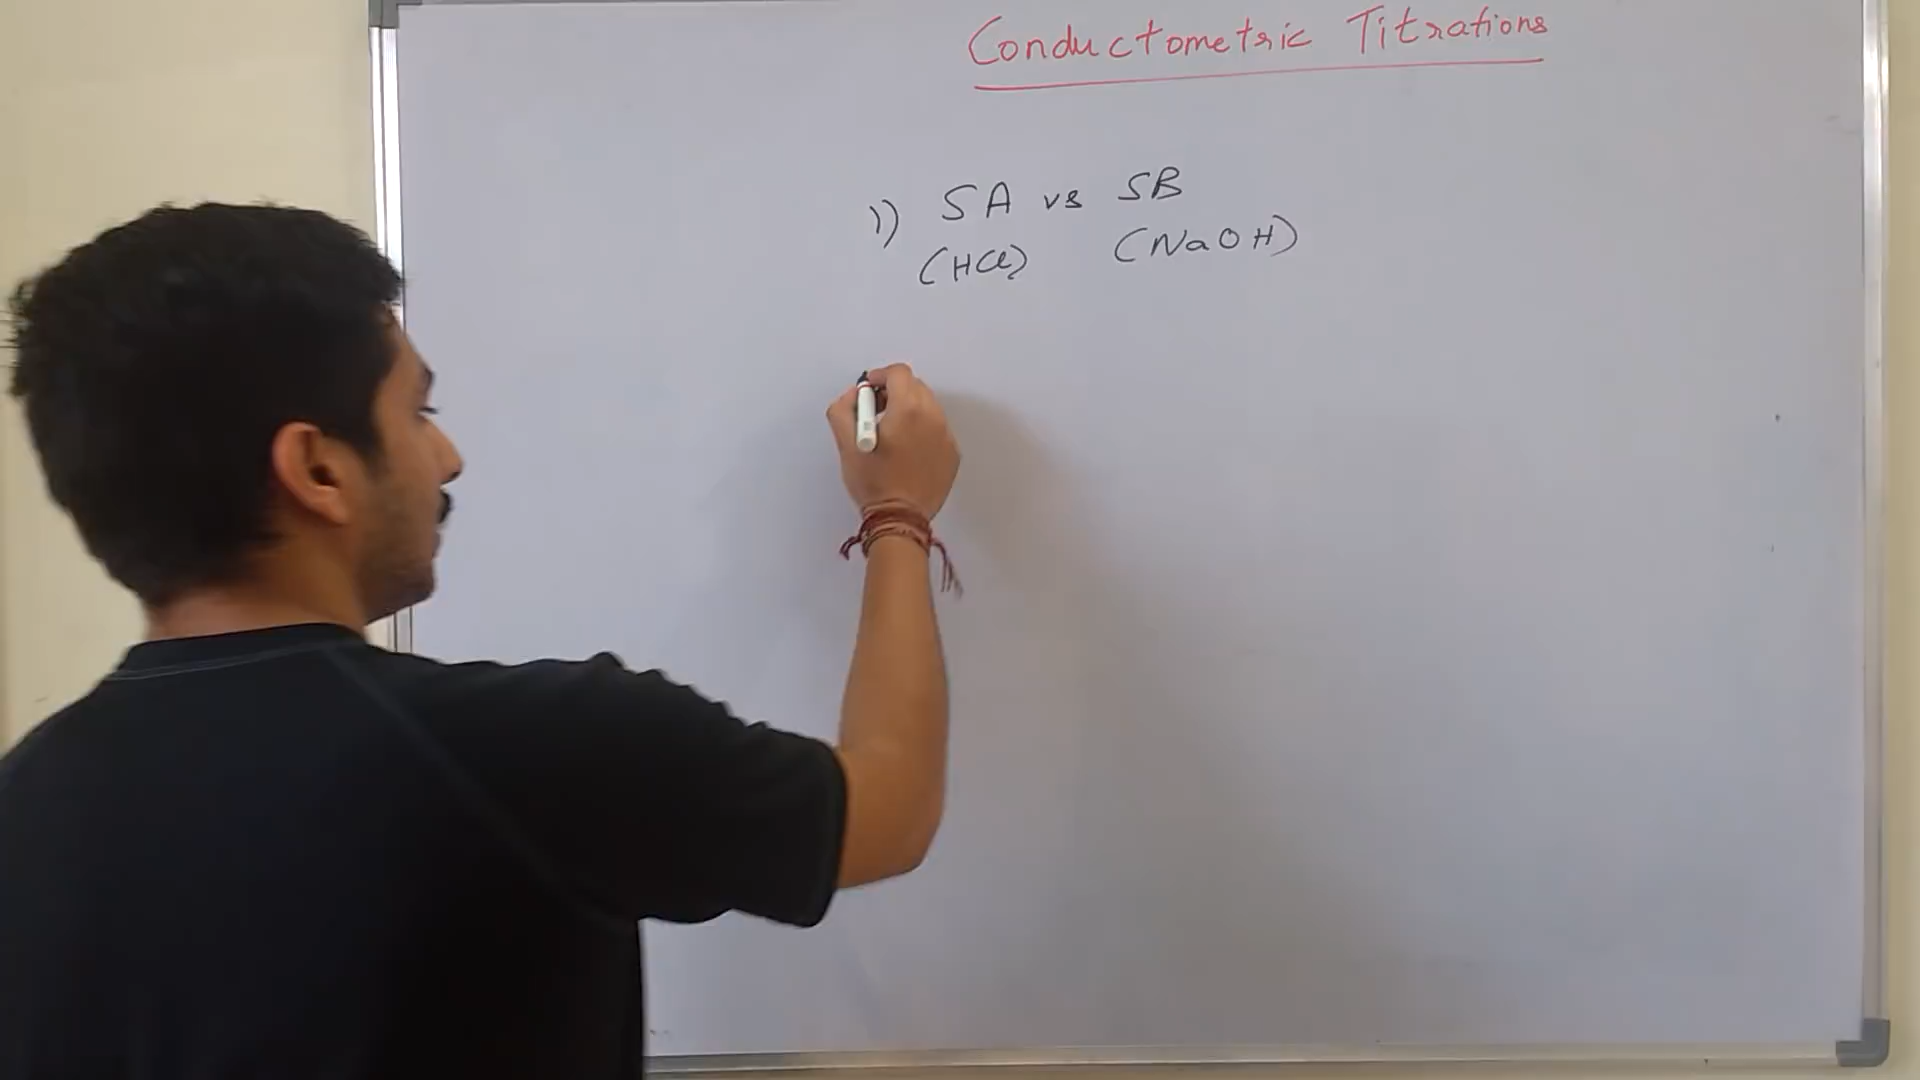 Conductometric Titrations
1) SA vs SB
(HCl) (NaOH)